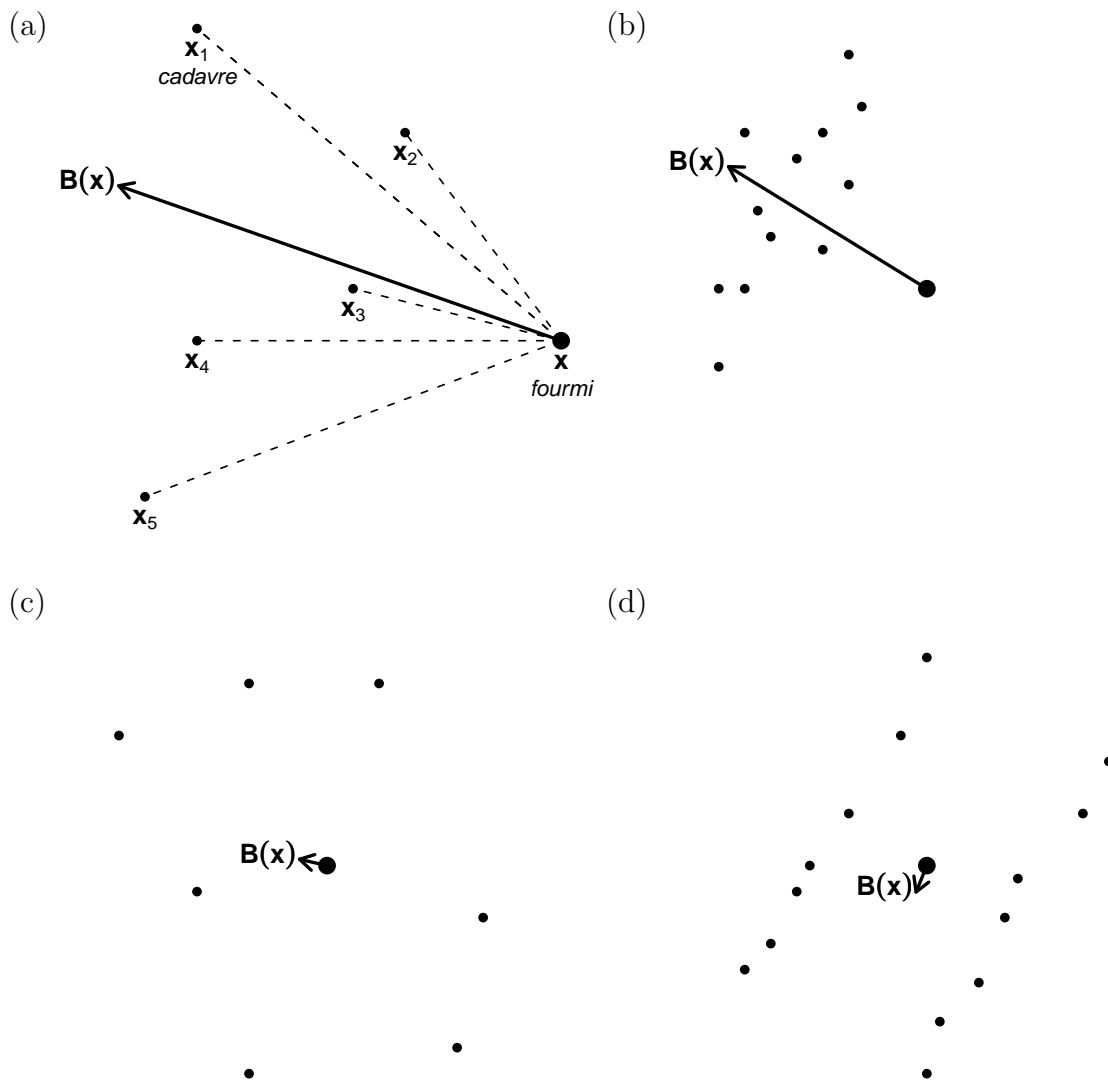 (a)
x₁
cadavre
x₂
B(x)
x₃
x₄
x
fourmi
x₅
(b)
B(x)
(c)
B(x)
(d)
B(x)